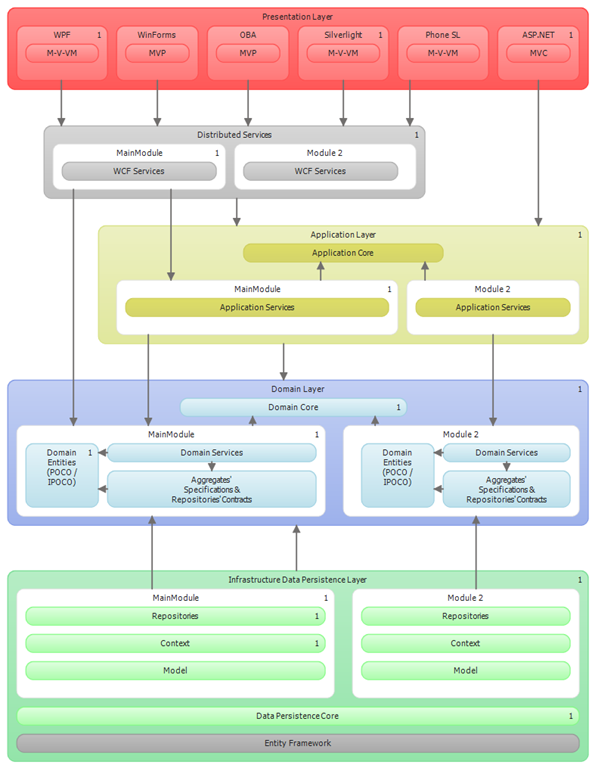 Presentation Layer
WPF 1
M-V-VM
WinForms
MVP
OBA
MVP
Silverlight 1
M-V-VM
Phone SL
M-V-VM
ASP.NET 1
MVC
Distributed Services 1
MainModule 1
WCF Services
Module 2
WCF Services
Application Layer 1
Application Core
MainModule 1
Application Services
Module 2
Application Services
Domain Layer 1
Domain Core 1
MainModule 1
Domain 1
Entities
(POCO /
IPOCO)
Domain Services
Aggregates'
Specifications &
Repositories' Contracts
Module 2
Domain
Entities
(POCO /
IPOCO)
Domain Services
Aggregates'
Specifications &
Repositories' Contracts
Infrastructure Data Persistence Layer 1
MainModule 1
Repositories 1
Context 1
Model
Module 2
Repositories
Context
Model
Data Persistence Core 1
Entity Framework